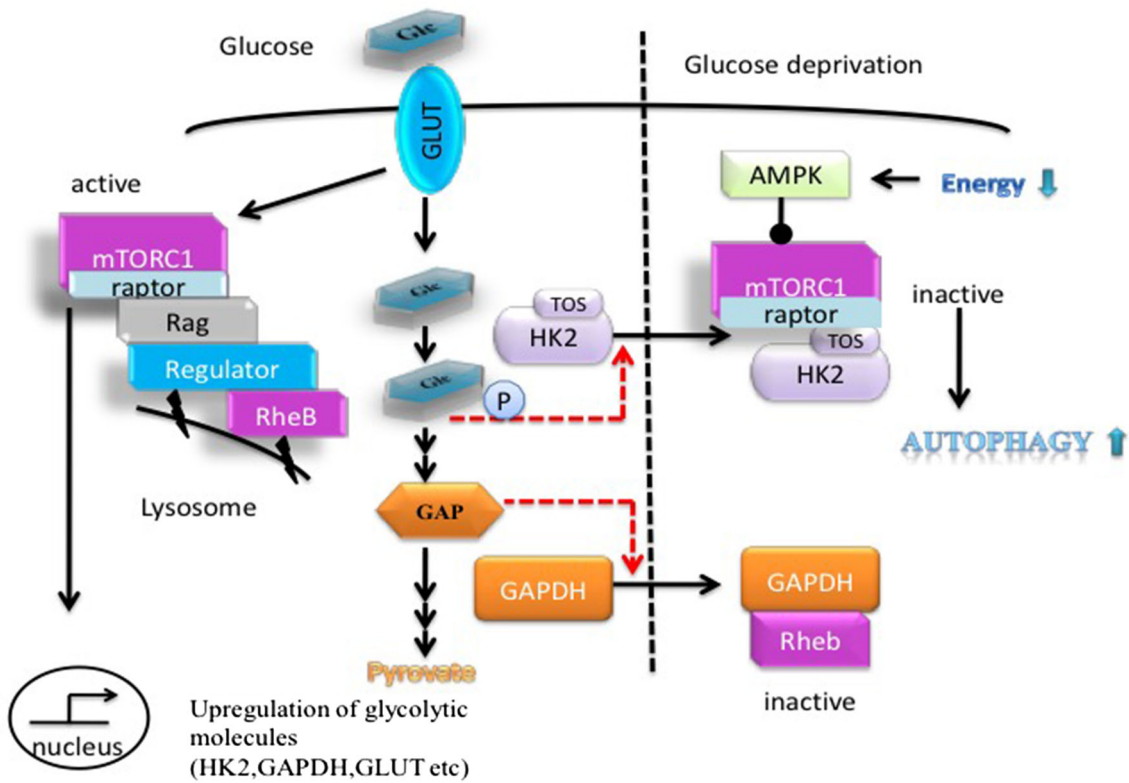 Glucose
Glc
GLUT
Glucose deprivation
active
AMPK
Energy
mTORC1
raptor
Rag
Regulator
RheB
Lysosome
Glc
Glc
P
TOS
HK2
mTORC1
raptor
TOS
HK2
inactive
AUTOPHAGY
GAP
GAPDH
GAPDH
Rheb
inactive
Pyrovate
nucleus
Upregulation of glycolytic
molecules
(HK2,GAPDH,GLUT etc)